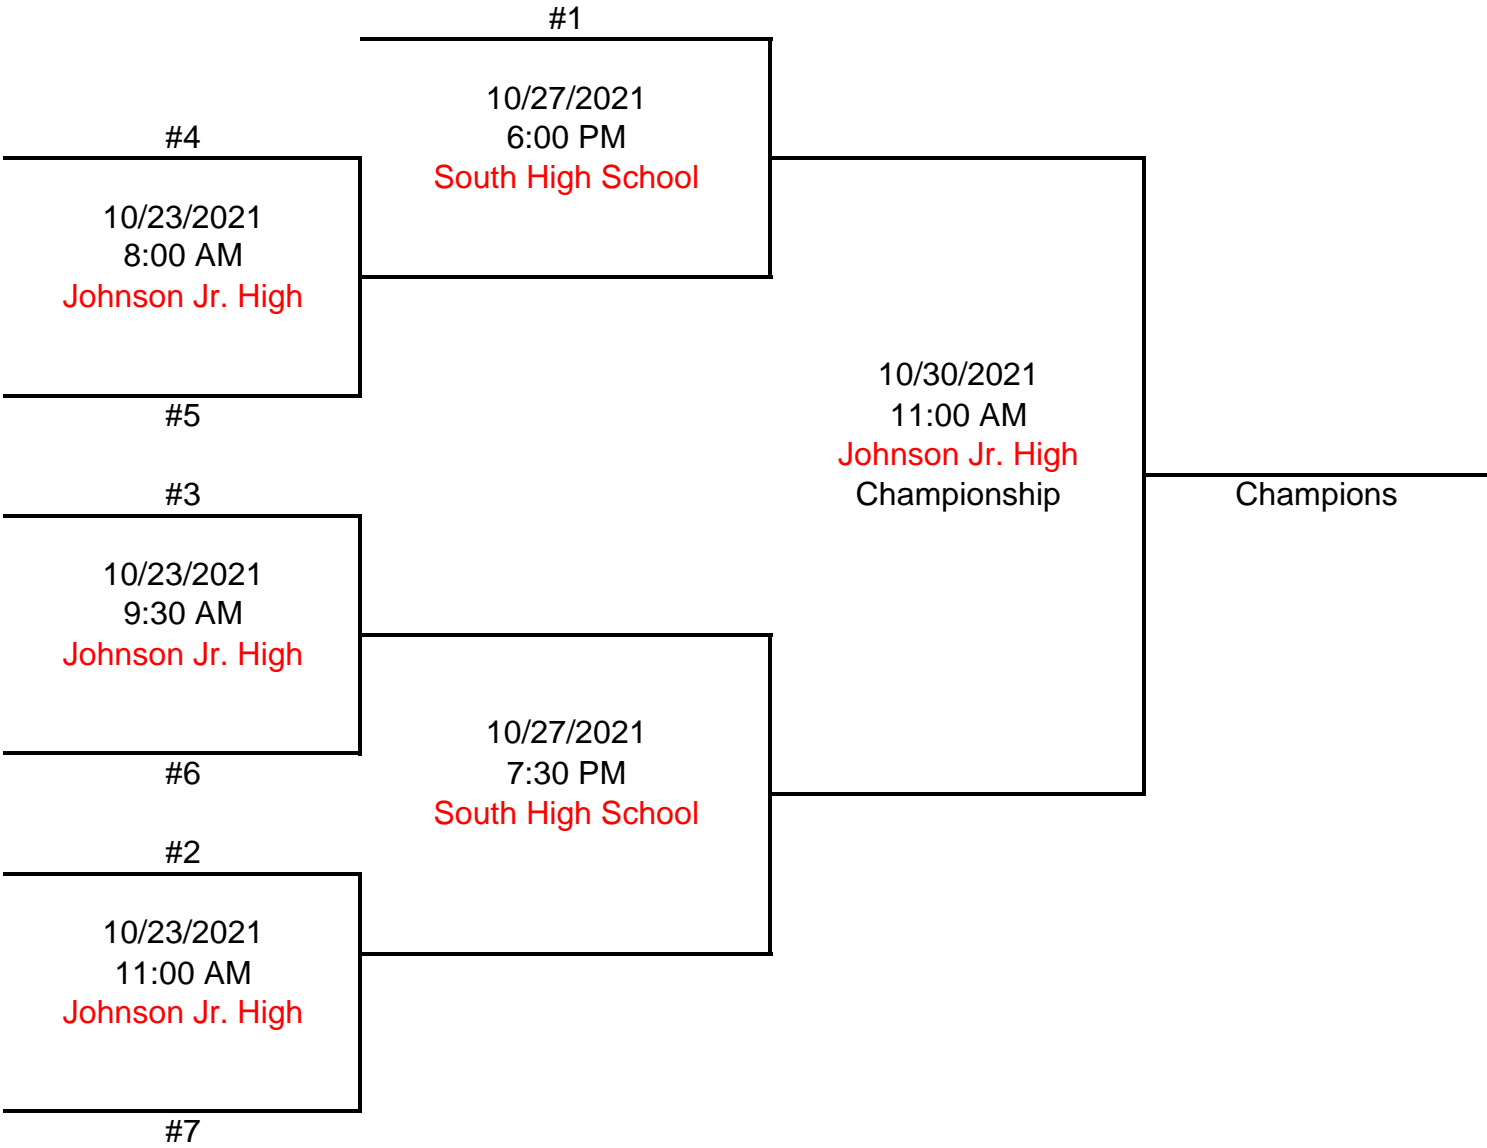 #1
10/27/2021
6:00 PM
South High School
#4
10/23/2021
8:00 AM
Johnson Jr. High
#5
10/30/2021
11:00 AM
Johnson Jr. High
Championship
Champions
#3
10/23/2021
9:30 AM
Johnson Jr. High
#6
10/27/2021
7:30 PM
South High School
#2
10/23/2021
11:00 AM
Johnson Jr. High
#7